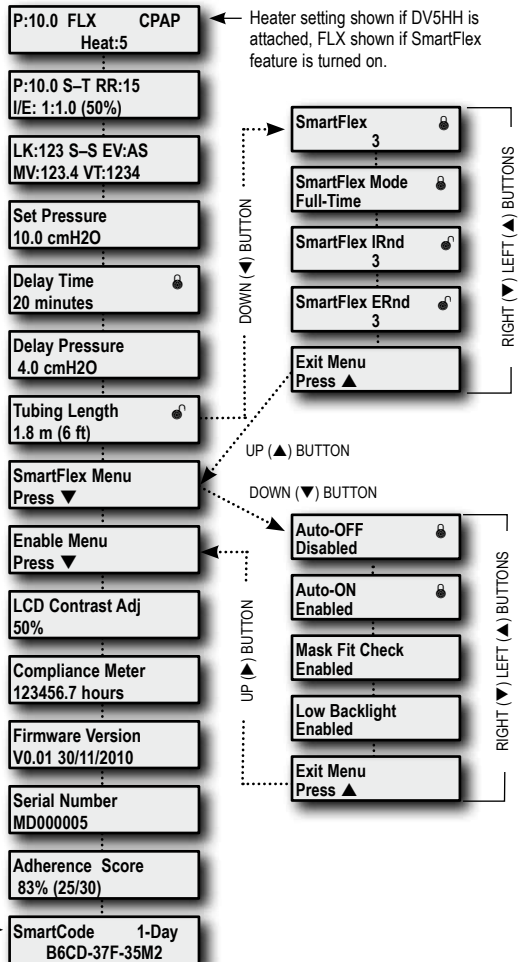 P:10.0 FLX CPAP
Heat:5
Heater setting shown if DV5HH is
attached, FLX shown if SmartFlex
feature is turned on.
P:10.0 S–T RR:15
I/E: 1:1.0 (50%)
LK:123 S–S EV:AS
MV:123.4 VT:1234
Set Pressure
10.0 cmH2O
Delay Time
20 minutes
Delay Pressure
4.0 cmH2O
Tubing Length
1.8 m (6 ft)
SmartFlex Menu
Press ▼
Enable Menu
Press ▼
LCD Contrast Adj
50%
Compliance Meter
123456.7 hours
Firmware Version
V0.01 30/11/2010
Serial Number
MD000005
Adherence Score
83% (25/30)
SmartCode 1-Day
B6CD-37F-35M2
DOWN (▼) BUTTON
SmartFlex
3
SmartFlex Mode
Full-Time
SmartFlex IRnd
3
SmartFlex ERnd
3
Exit Menu
Press ▲
RIGHT (▼) LEFT (▲) BUTTONS
UP (▲) BUTTON
DOWN (▼) BUTTON
Auto-OFF
Disabled
Auto-ON
Enabled
Mask Fit Check
Enabled
Low Backlight
Enabled
Exit Menu
Press ▲
UP (▲) BUTTON
RIGHT (▼) LEFT (▲) BUTTONS